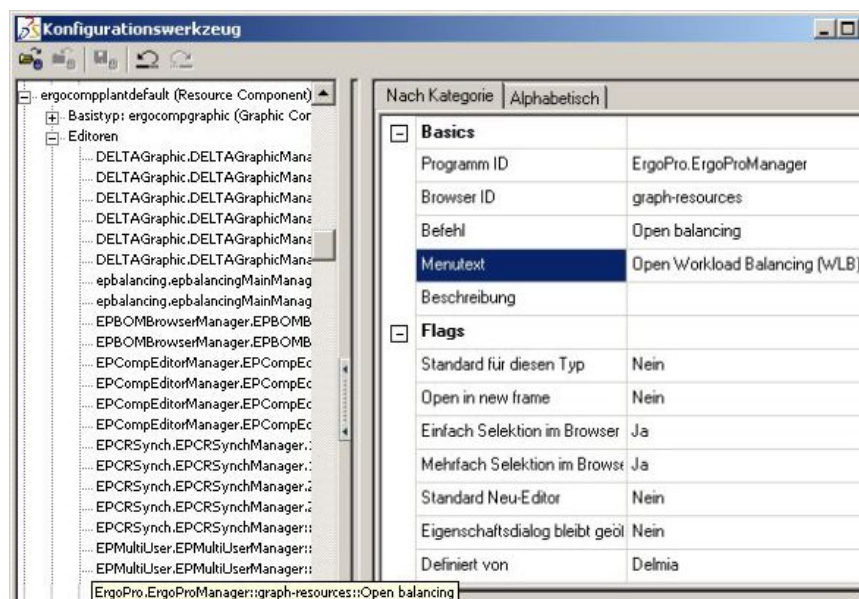 Konfigurationswerkzeug
ergocompplantdefault (Resource Component)
Basistyp: ergocompgraphic (Graphic Cor
Editoren
DELTAGraphic.DELTAGraphicMana
DELTAGraphic.DELTAGraphicMana
DELTAGraphic.DELTAGraphicMana
DELTAGraphic.DELTAGraphicMana
DELTAGraphic.DELTAGraphicMana
DELTAGraphic.DELTAGraphicMana
epbalancing.epbalancingMainManag
epbalancing.epbalancingMainManag
EPBOMBrowserManager.EPBOMB
EPBOMBrowserManager.EPBOMB
EPCompEditorManager.EPCompEc
EPCompEditorManager.EPCompEc
EPCompEditorManager.EPCompEc
EPCompEditorManager.EPCompEc
EPCRSynch.EPCRSynchManager.:
EPCRSynch.EPCRSynchManager.:
EPCRSynch.EPCRSynchManager.2
EPCRSynch.EPCRSynchManager.2
EPCRSynch.EPCRSynchManager::
EPMultiUser.EPMultiUserManager::
EPMultiUser.EPMultiUserManager::
ErgoPro.ErgoProManager::graph-resources::Open balancing
Nach Kategorie Alphabetisch
Basics
Programm ID ErgoPro.ErgoProManager
Browser ID graph-resources
Befehl Open balancing
Menutext Open Workload Balancing (WLB)
Beschreibung
Flags
Standard für diesen Typ Nein
Open in new frame Nein
Einfach Selektion im Browser Ja
Mehrfach Selektion im Browse Ja
Standard Neu-Editor Nein
Eigenschaftsdialog bleibt geöf Nein
Definiert von Delmia